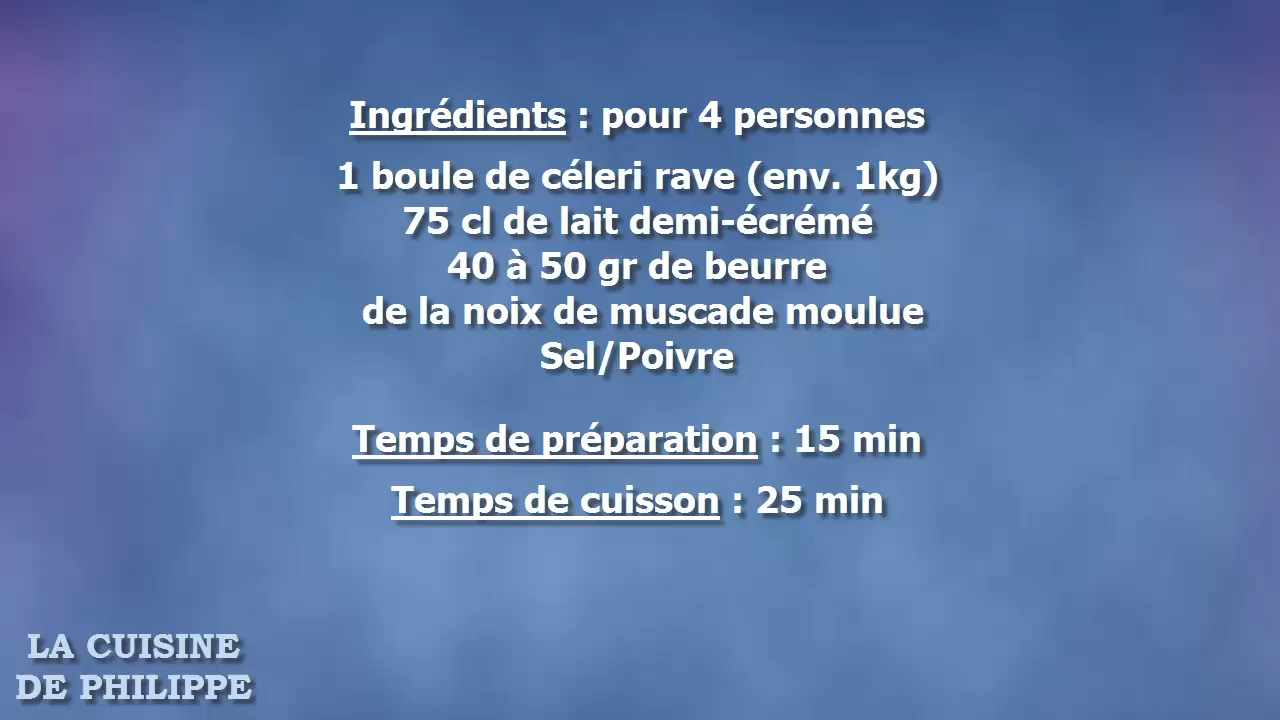 Ingrédients : pour 4 personnes
1 boule de céleri rave (env. 1kg)
75 cl de lait demi-écrémé
40 à 50 gr de beurre
de la noix de muscade moulue
Sel/Poivre
Temps de préparation : 15 min
Temps de cuisson : 25 min
LA CUISINE
DE PHILIPPE